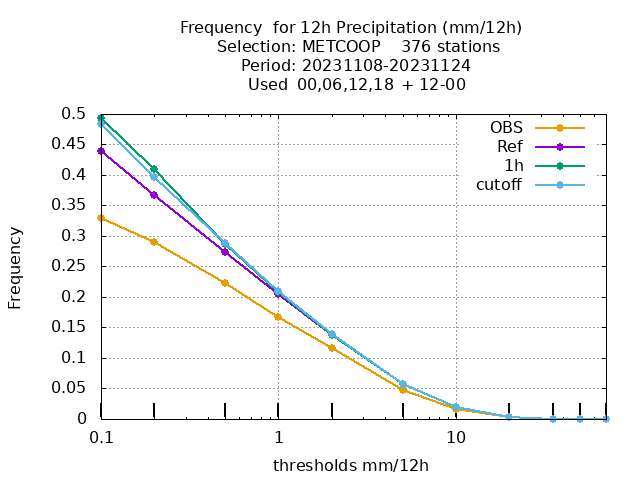 Frequency  for 12h Precipitation (mm/12h)
Selection: METCOOP    376 stations
Period: 20231108-20231124
Used  00,06,12,18  + 12-00
0.5
0.45
0.4
0.35
0.3
0.25
0.2
0.15
0.1
0.05
0
Frequency
OBS
Ref
1h
cutoff
0.1
1
10
thresholds mm/12h